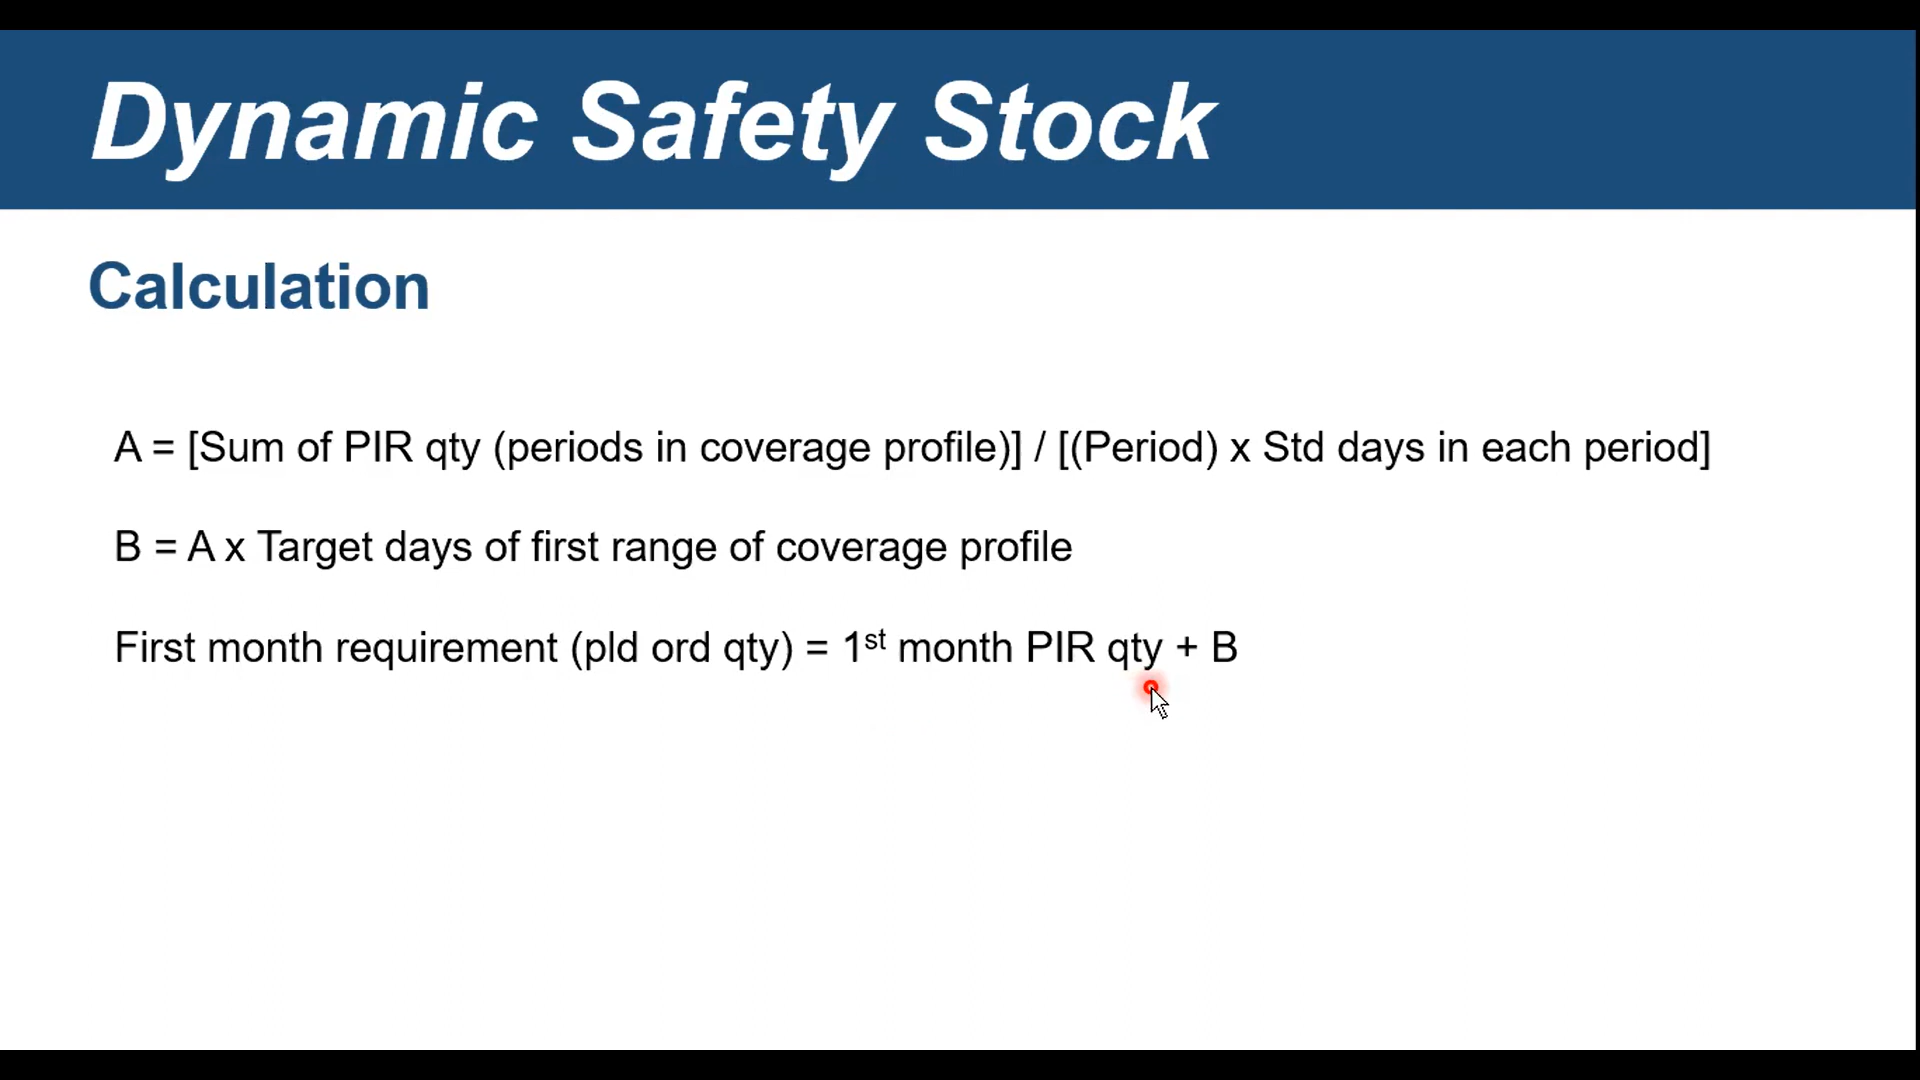 Dynamic Safety Stock
Calculation
A = [Sum of PIR qty (periods in coverage profile)] / [(Period) x Std days in each period]
B = A x Target days of first range of coverage profile
First month requirement (pld ord qty) = 1st month PIR qty + B